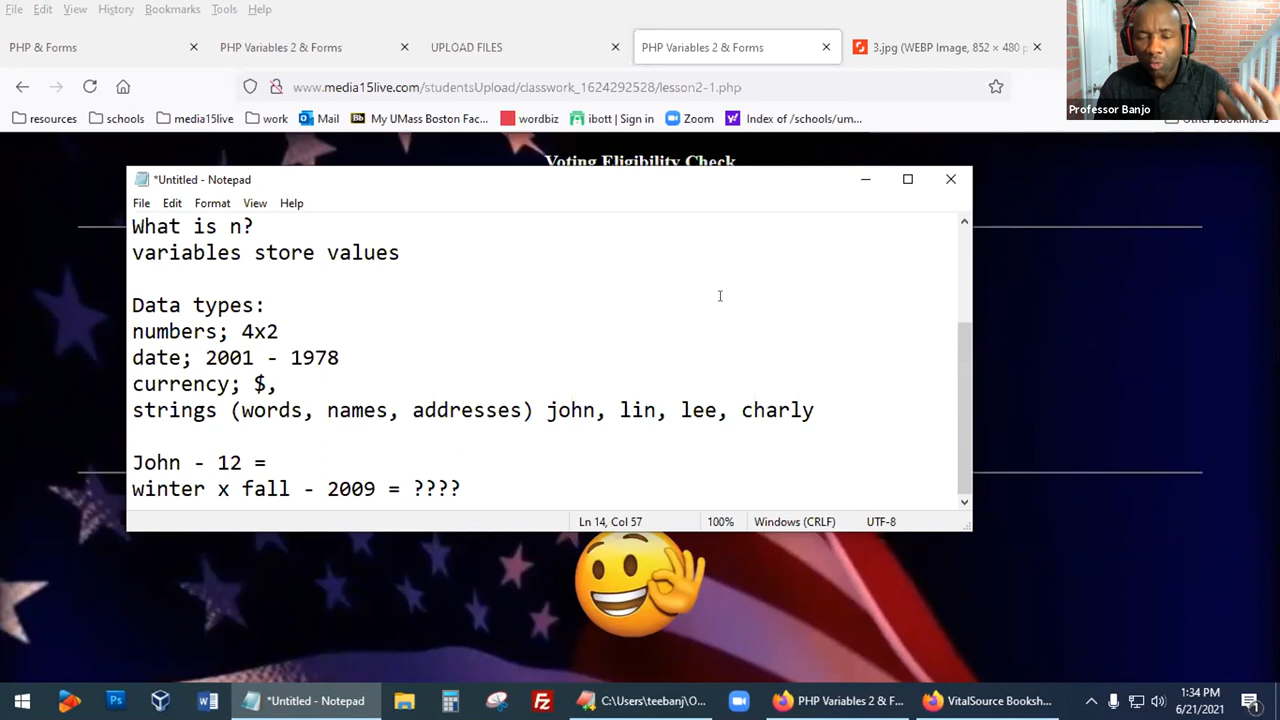 File Edit View History Bookmarks Tools Help
PHP & Forms × PHP Variables 2 & Forms × UPLOAD FILES × PHP Variables 2 & Forms × 3.jpg (WEBP Image, 852 × 480 p ×
www.media15live.com/studentsUpload/classwork_1624292528/lesson2-1.php
resources schools media15live work Mail My UMass Boston Fac... wordbiz ibott | Sign in Zoom Index of /schools/um... Other Bookmarks
Professor Banjo
Voting Eligibility Check
*Untitled - Notepad
File Edit Format View Help
What is n?
variables store values
Data types:
numbers; 4x2
date; 2001 - 1978
currency; $,
strings (words, names, addresses) john, lin, lee, charly
John - 12 =
winter x fall - 2009 = ????
Ln 14, Col 57 100% Windows (CRLF) UTF-8
*Untitled - Notepad C:\Users\teebanj\O... PHP Variables 2 & F... VitalSource Booksh... 1:34 PM
6/21/2021